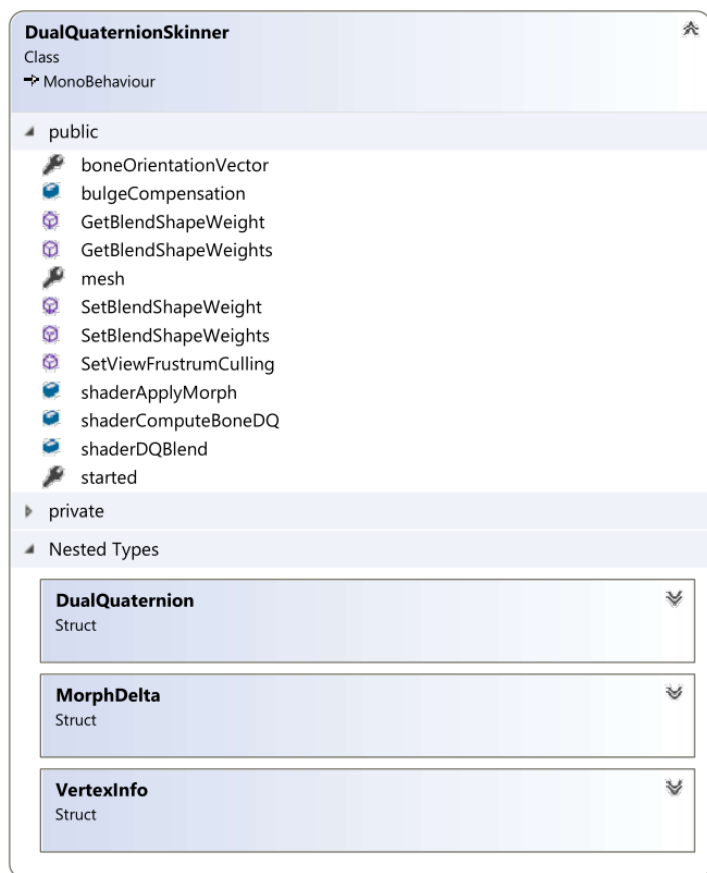 DualQuaternionSkinner
Class
MonoBehaviour
public
boneOrientationVector
bulgeCompensation
GetBlendShapeWeight
GetBlendShapeWeights
mesh
SetBlendShapeWeight
SetBlendShapeWeights
SetViewFrustrumCulling
shaderApplyMorph
shaderComputeBoneDQ
shaderDQBlend
started
private
Nested Types
DualQuaternion
Struct
MorphDelta
Struct
VertexInfo
Struct